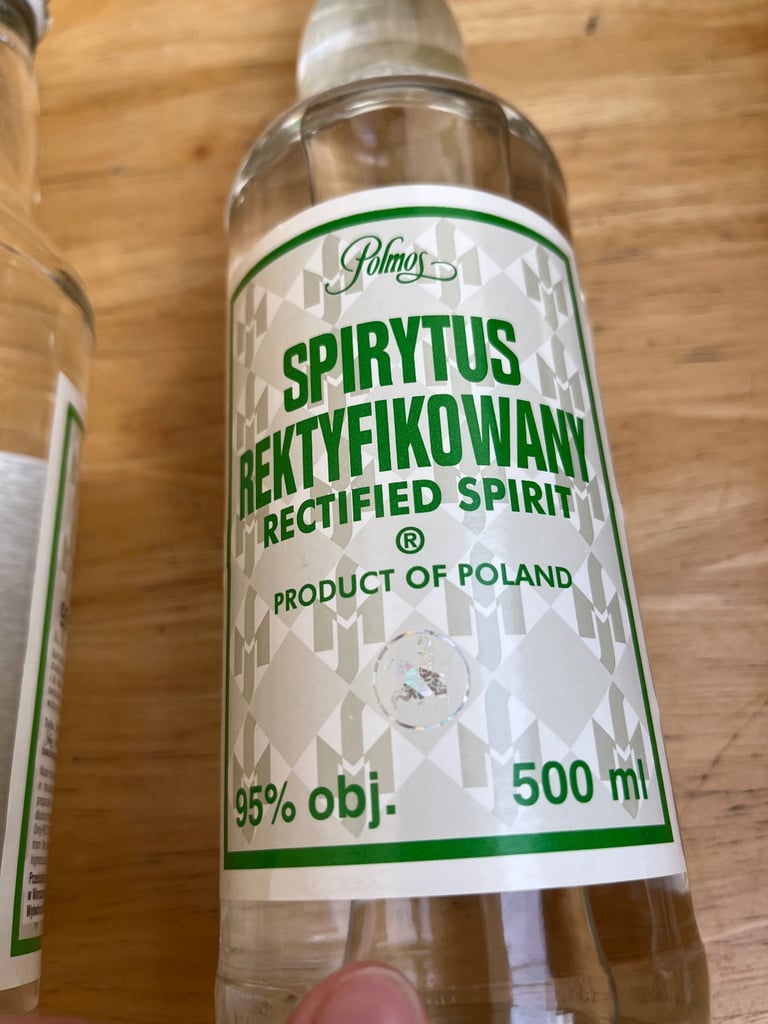 Polmos
SPIRYTUS
REKTYFIKOWANY
RECTIFIED SPIRIT
®
PRODUCT OF POLAND
95% obj.
500 ml